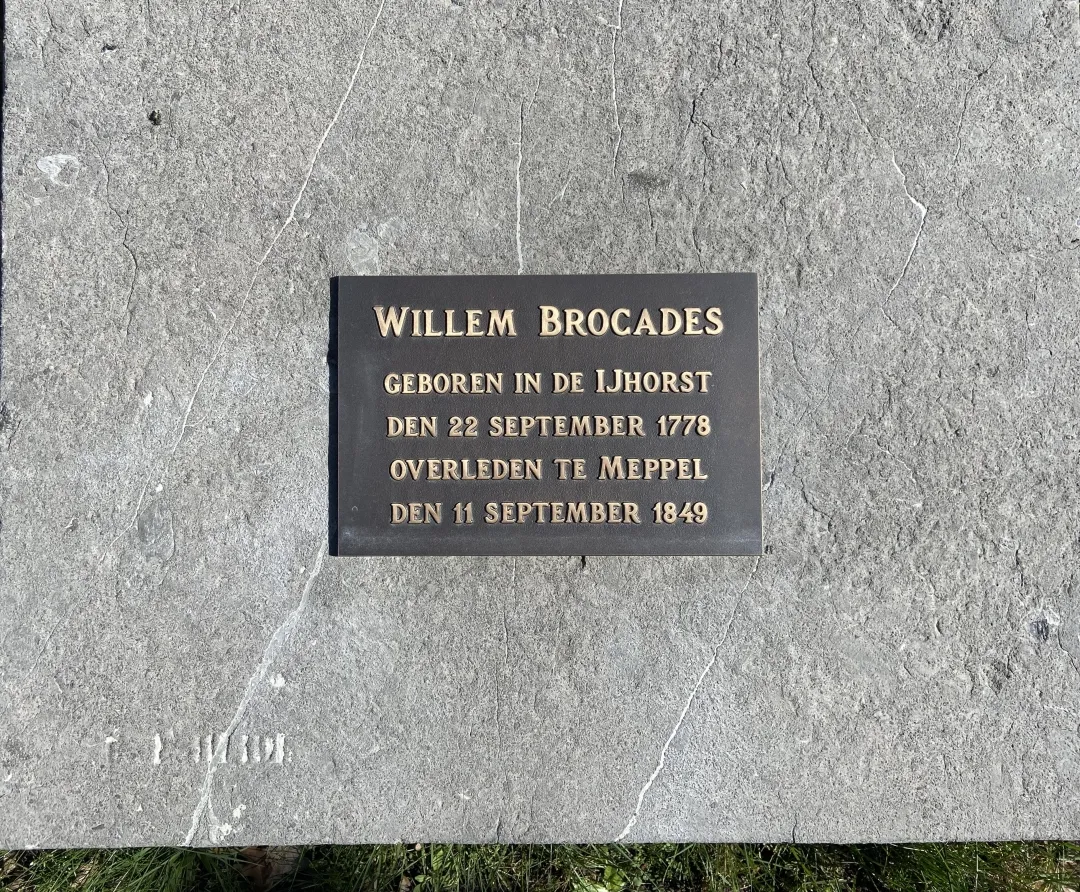 WILLEM BROCADES
GEBOREN IN DE IJHORST
DEN 22 SEPTEMBER 1778
OVERLEDEN TE MEPPEL
DEN 11 SEPTEMBER 1849